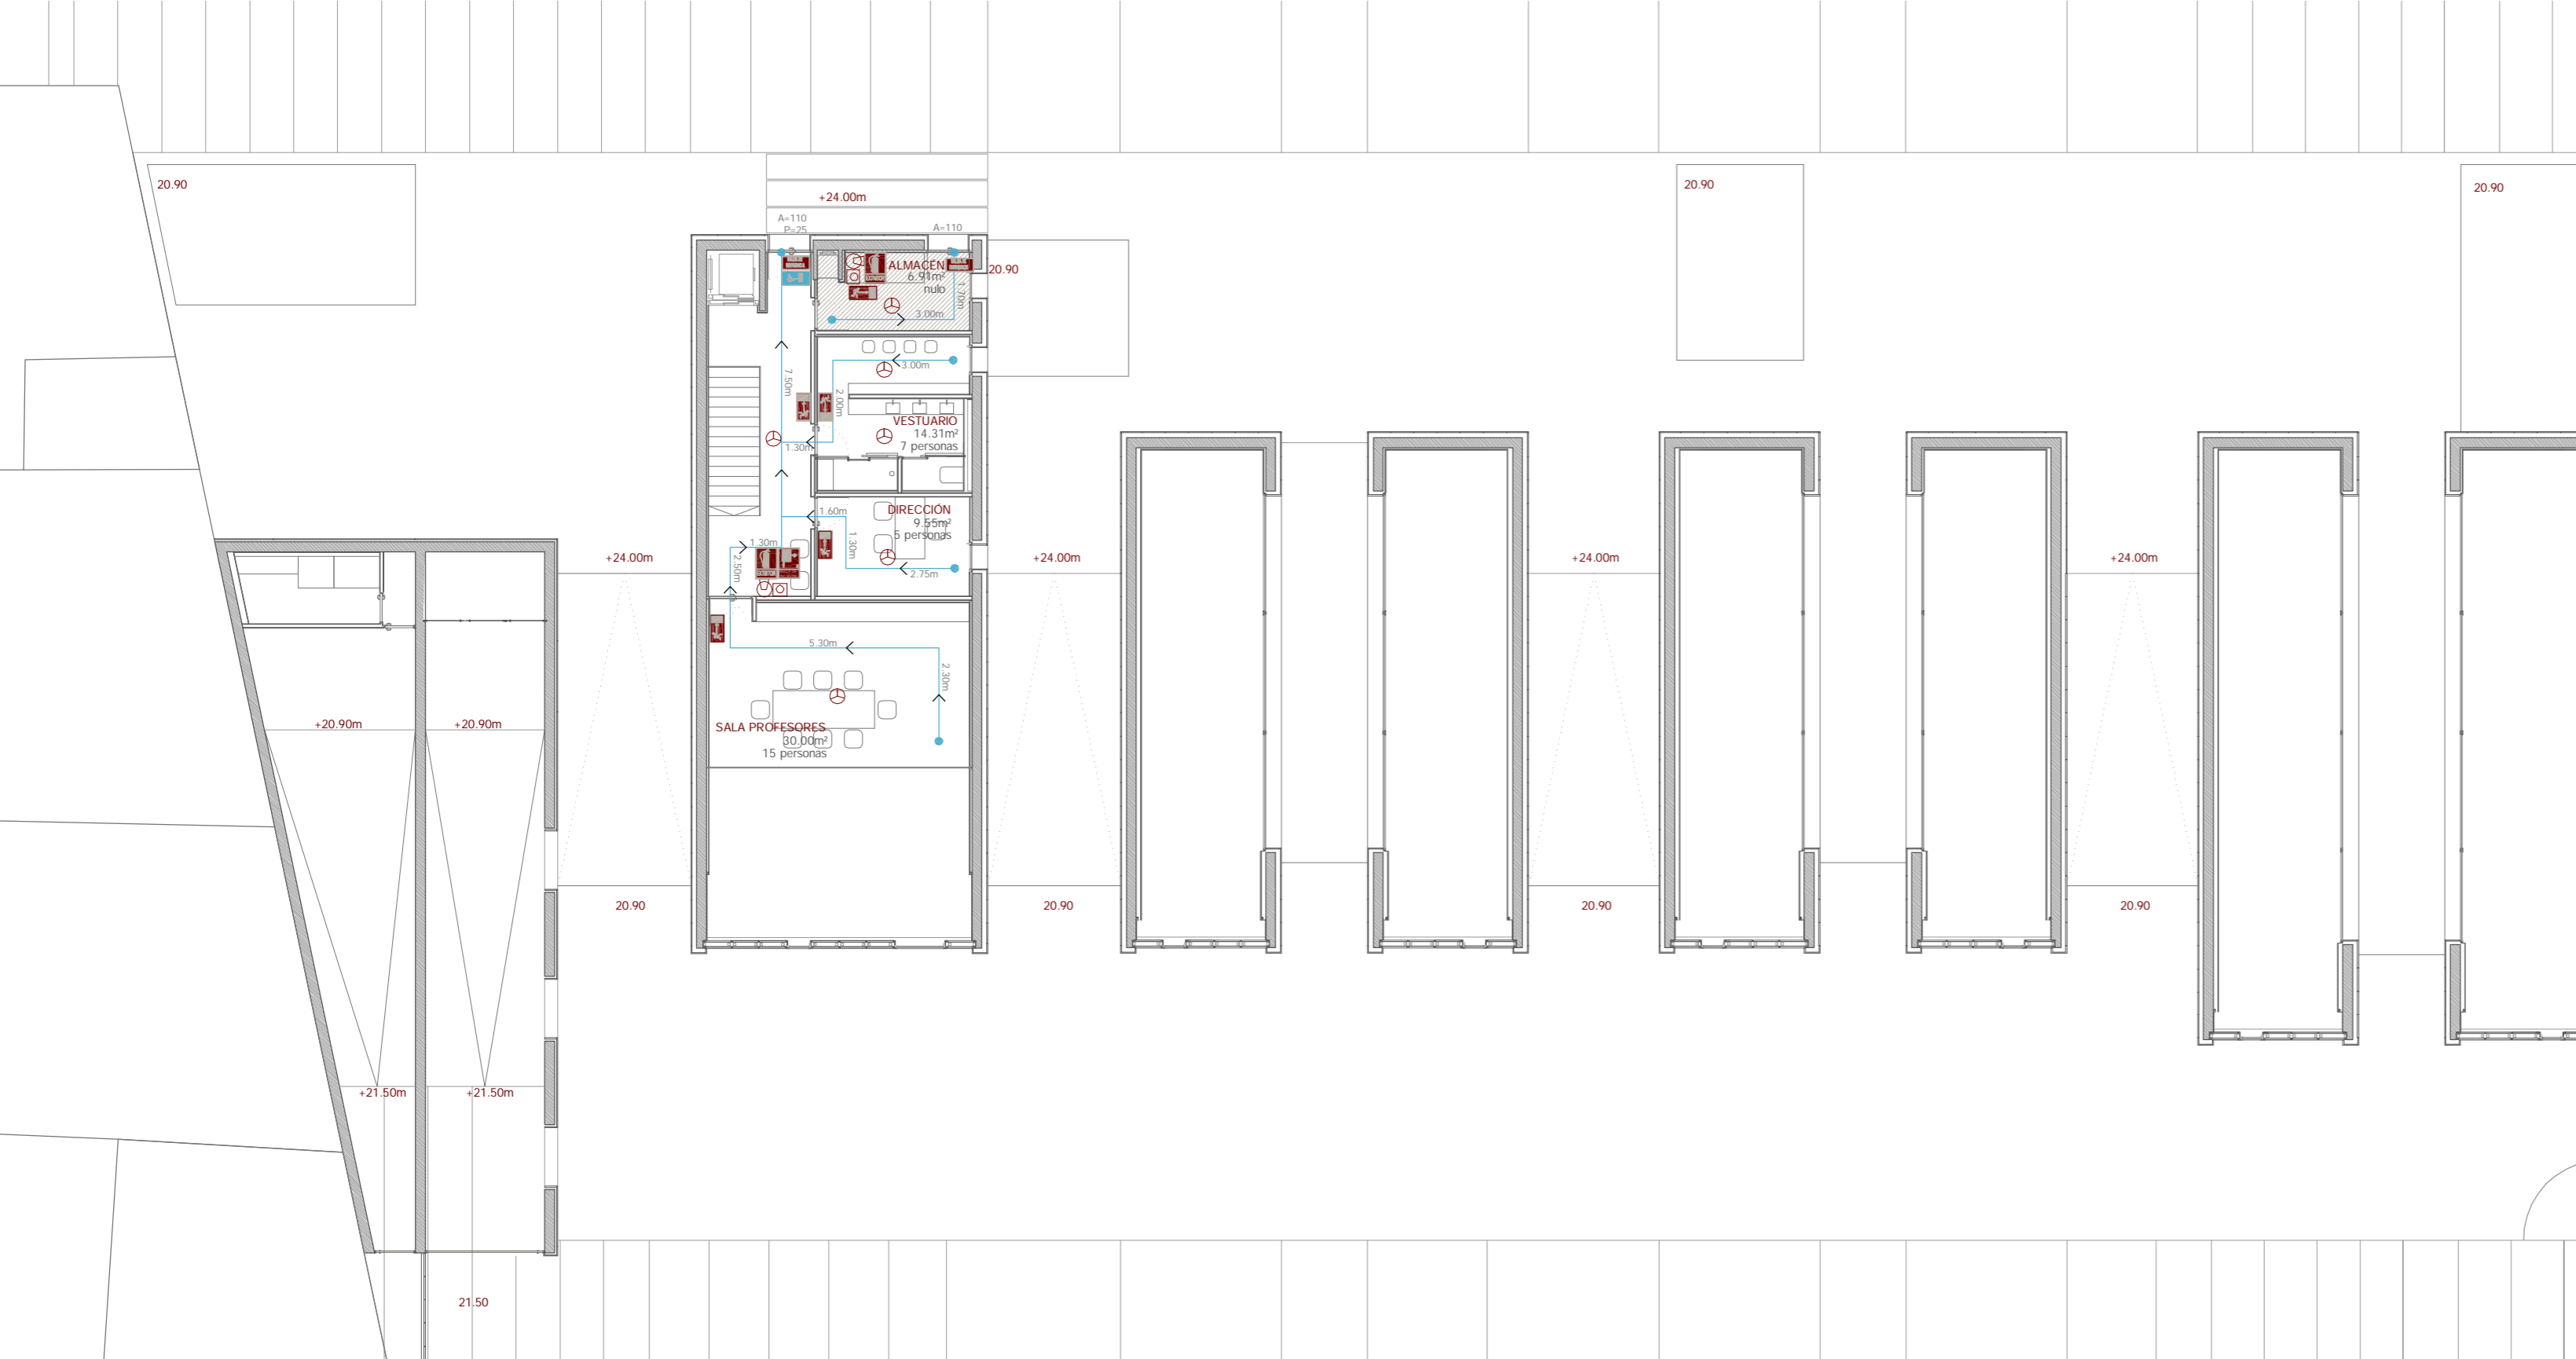 20.90
+24.00m
20.90
20.90
A=110
P=25
A=110
ALMACÉN
6.91m²
nulo
20.90
1.70m
3.00m
3.00m
7.50m
2.00m
VESTUARIO
14.31m²
7 personas
1.30m
DIRECCIÓN
9.55m²
5 personas
1.60m
1.30m
1.30m
2.50m
2.75m
+24.00m
+24.00m
+24.00m
+24.00m
5.30m
2.30m
SALA PROFESORES
30.00m²
15 personas
+20.90m
+20.90m
20.90
20.90
20.90
20.90
+21.50m
+21.50m
21.50